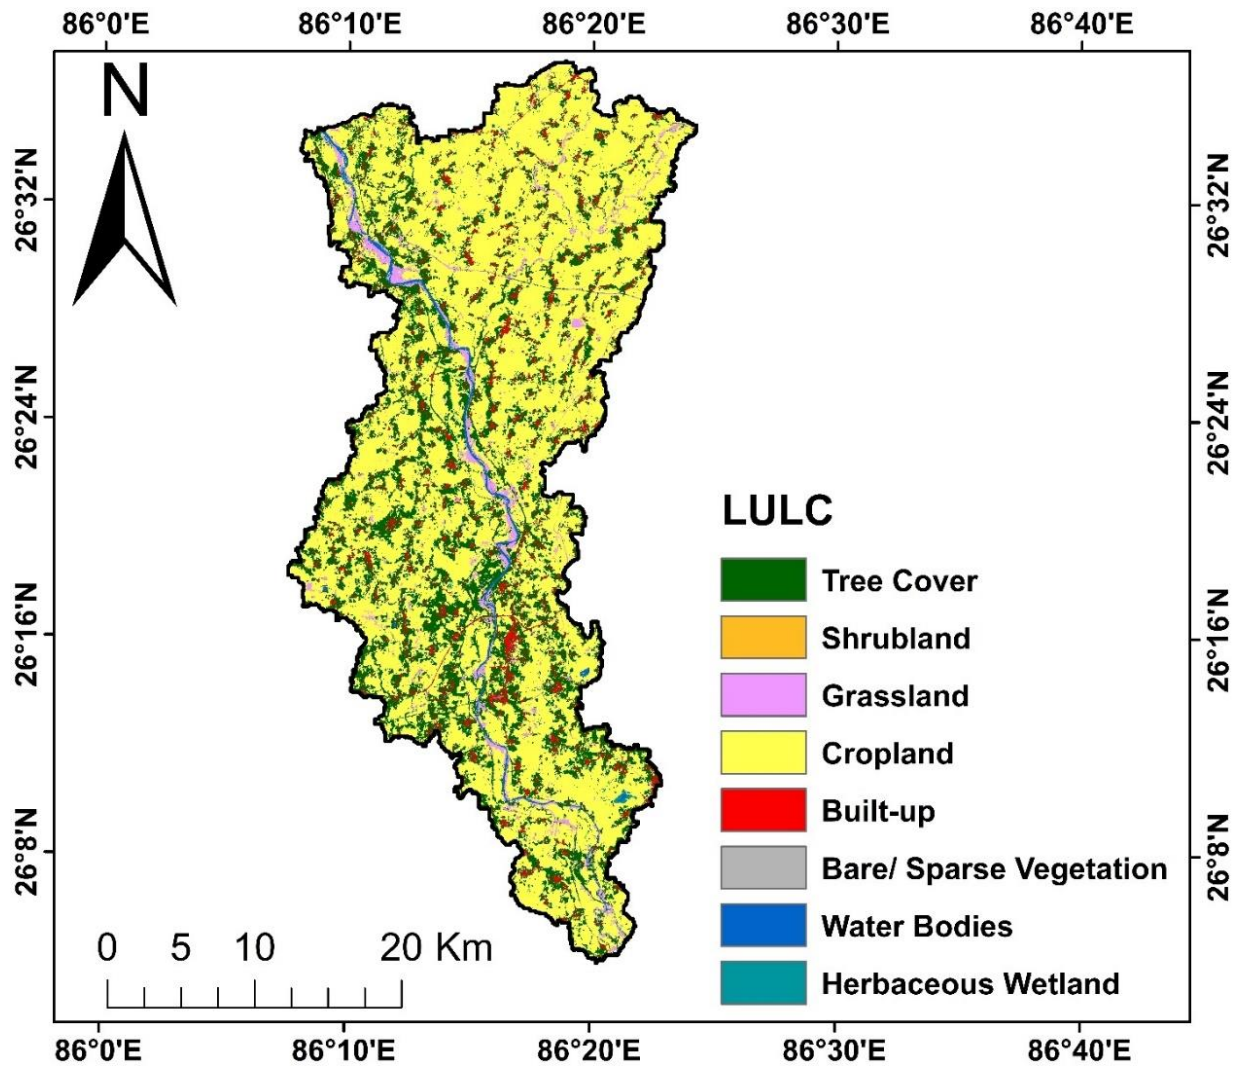 86°0'E 86°10'E 86°20'E 86°30'E 86°40'E
N
26°32'N 26°32'N
26°24'N 26°24'N
LULC
Tree Cover
26°16'N 26°16'N
Shrubland
Grassland
Cropland
Built-up
26°8'N 26°8'N
Bare/ Sparse Vegetation
Water Bodies
0 5 10 20 Km
Herbaceous Wetland
86°0'E 86°10'E 86°20'E 86°30'E 86°40'E